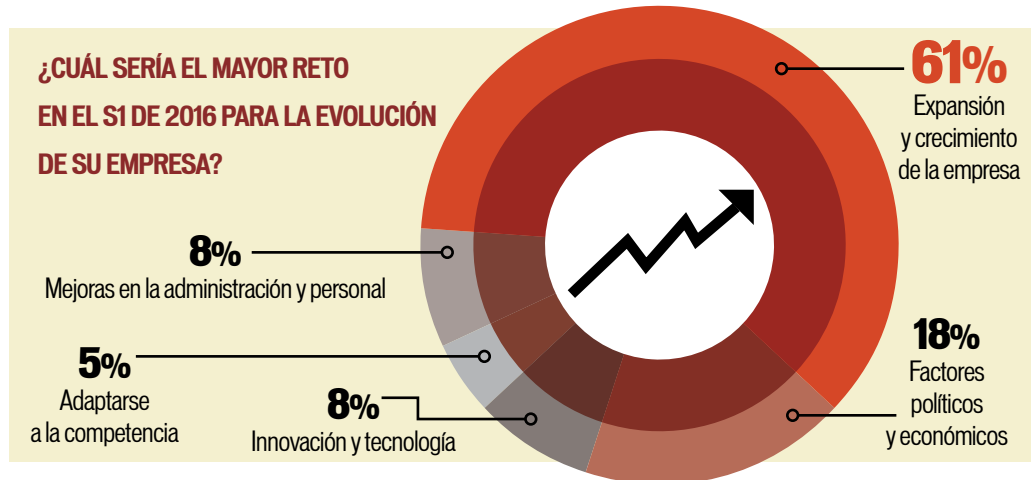 ¿CUÁL SERÍA EL MAYOR RETO
EN EL S1 DE 2016 PARA LA EVOLUCIÓN
DE SU EMPRESA?
61%
Expansión
y crecimiento
de la empresa
8%
Mejoras en la administración y personal
5%
Adaptarse
a la competencia
8%
Innovación y tecnología
18%
Factores
políticos
y económicos